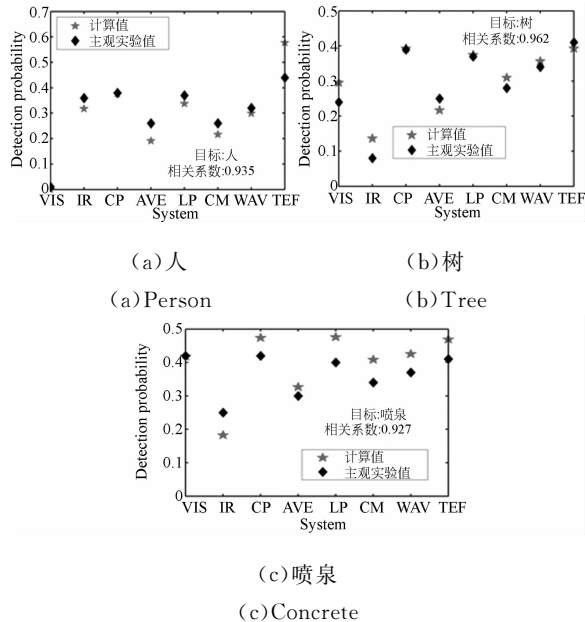 0.7
0.6
0.5
0.4
0.3
0.2
0.1
0
Detection probability
计算值
主观实验值
目标:人
相关系数:0.935
VIS IR CP AVE LP CM WAV TEF
System
0.5
0.4
0.3
0.2
0.1
0
Detection probability
目标:树
相关系数:0.962
计算值
主观实验值
VIS IR CP AVE LP CM WAV TEF
System
(a)人
(b)树
(a)Person
(b)Tree
0.5
0.4
0.3
0.2
0.1
0
Detection probability
目标:喷泉
相关系数:0.927
计算值
主观实验值
VIS IR CP AVE LP CM WAV TEF
System
(c)喷泉
(c)Concrete